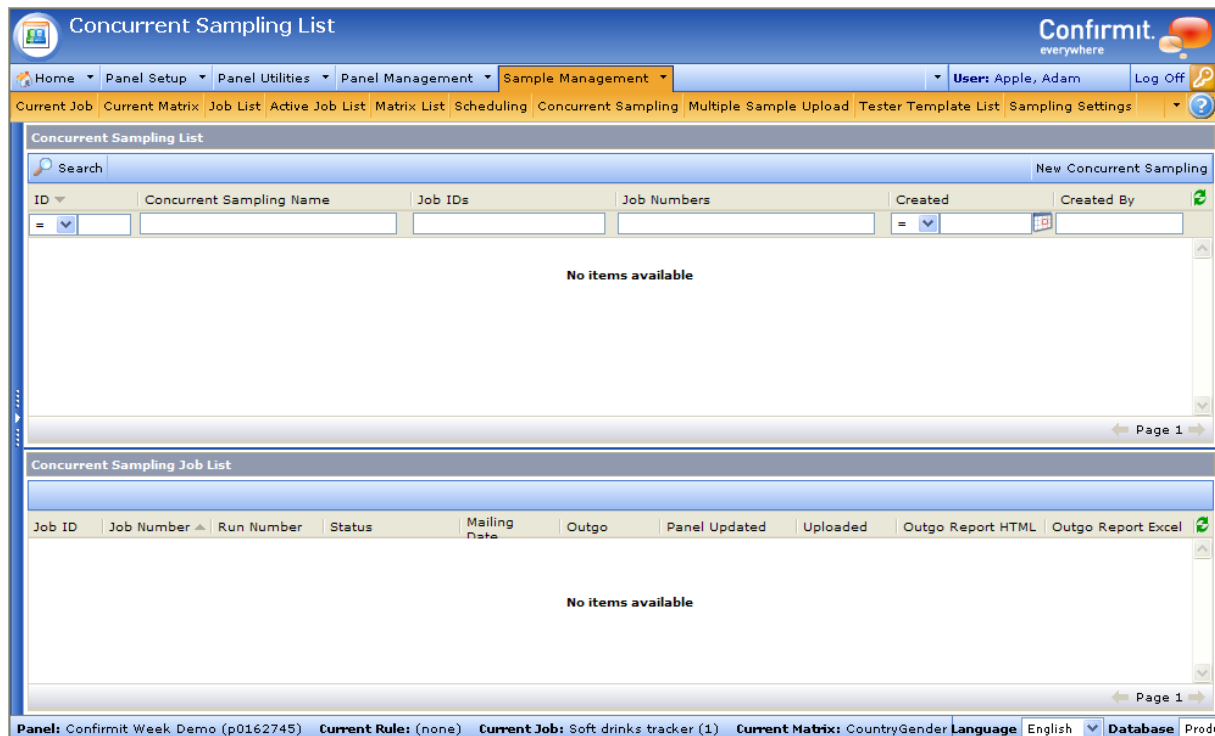 Concurrent Sampling List
Confirmit.
everywhere
Home Panel Setup Panel Utilities Panel Management Sample Management User: Apple, Adam Log Off
Current Job Current Matrix Job List Active Job List Matrix List Scheduling Concurrent Sampling Multiple Sample Upload Tester Template List Sampling Settings
Concurrent Sampling List
Search New Concurrent Sampling
ID Concurrent Sampling Name Job IDs Job Numbers Created Created By
= =
No items available
Page 1
Concurrent Sampling Job List
Job ID Job Number Run Number Status Mailing Date Outgo Panel Updated Uploaded Outgo Report HTML Outgo Report Excel
No items available
Page 1
Panel: Confirmit Week Demo (p0162745) Current Rule: (none) Current Job: Soft drinks tracker (1) Current Matrix: CountryGender Language English Database Produ